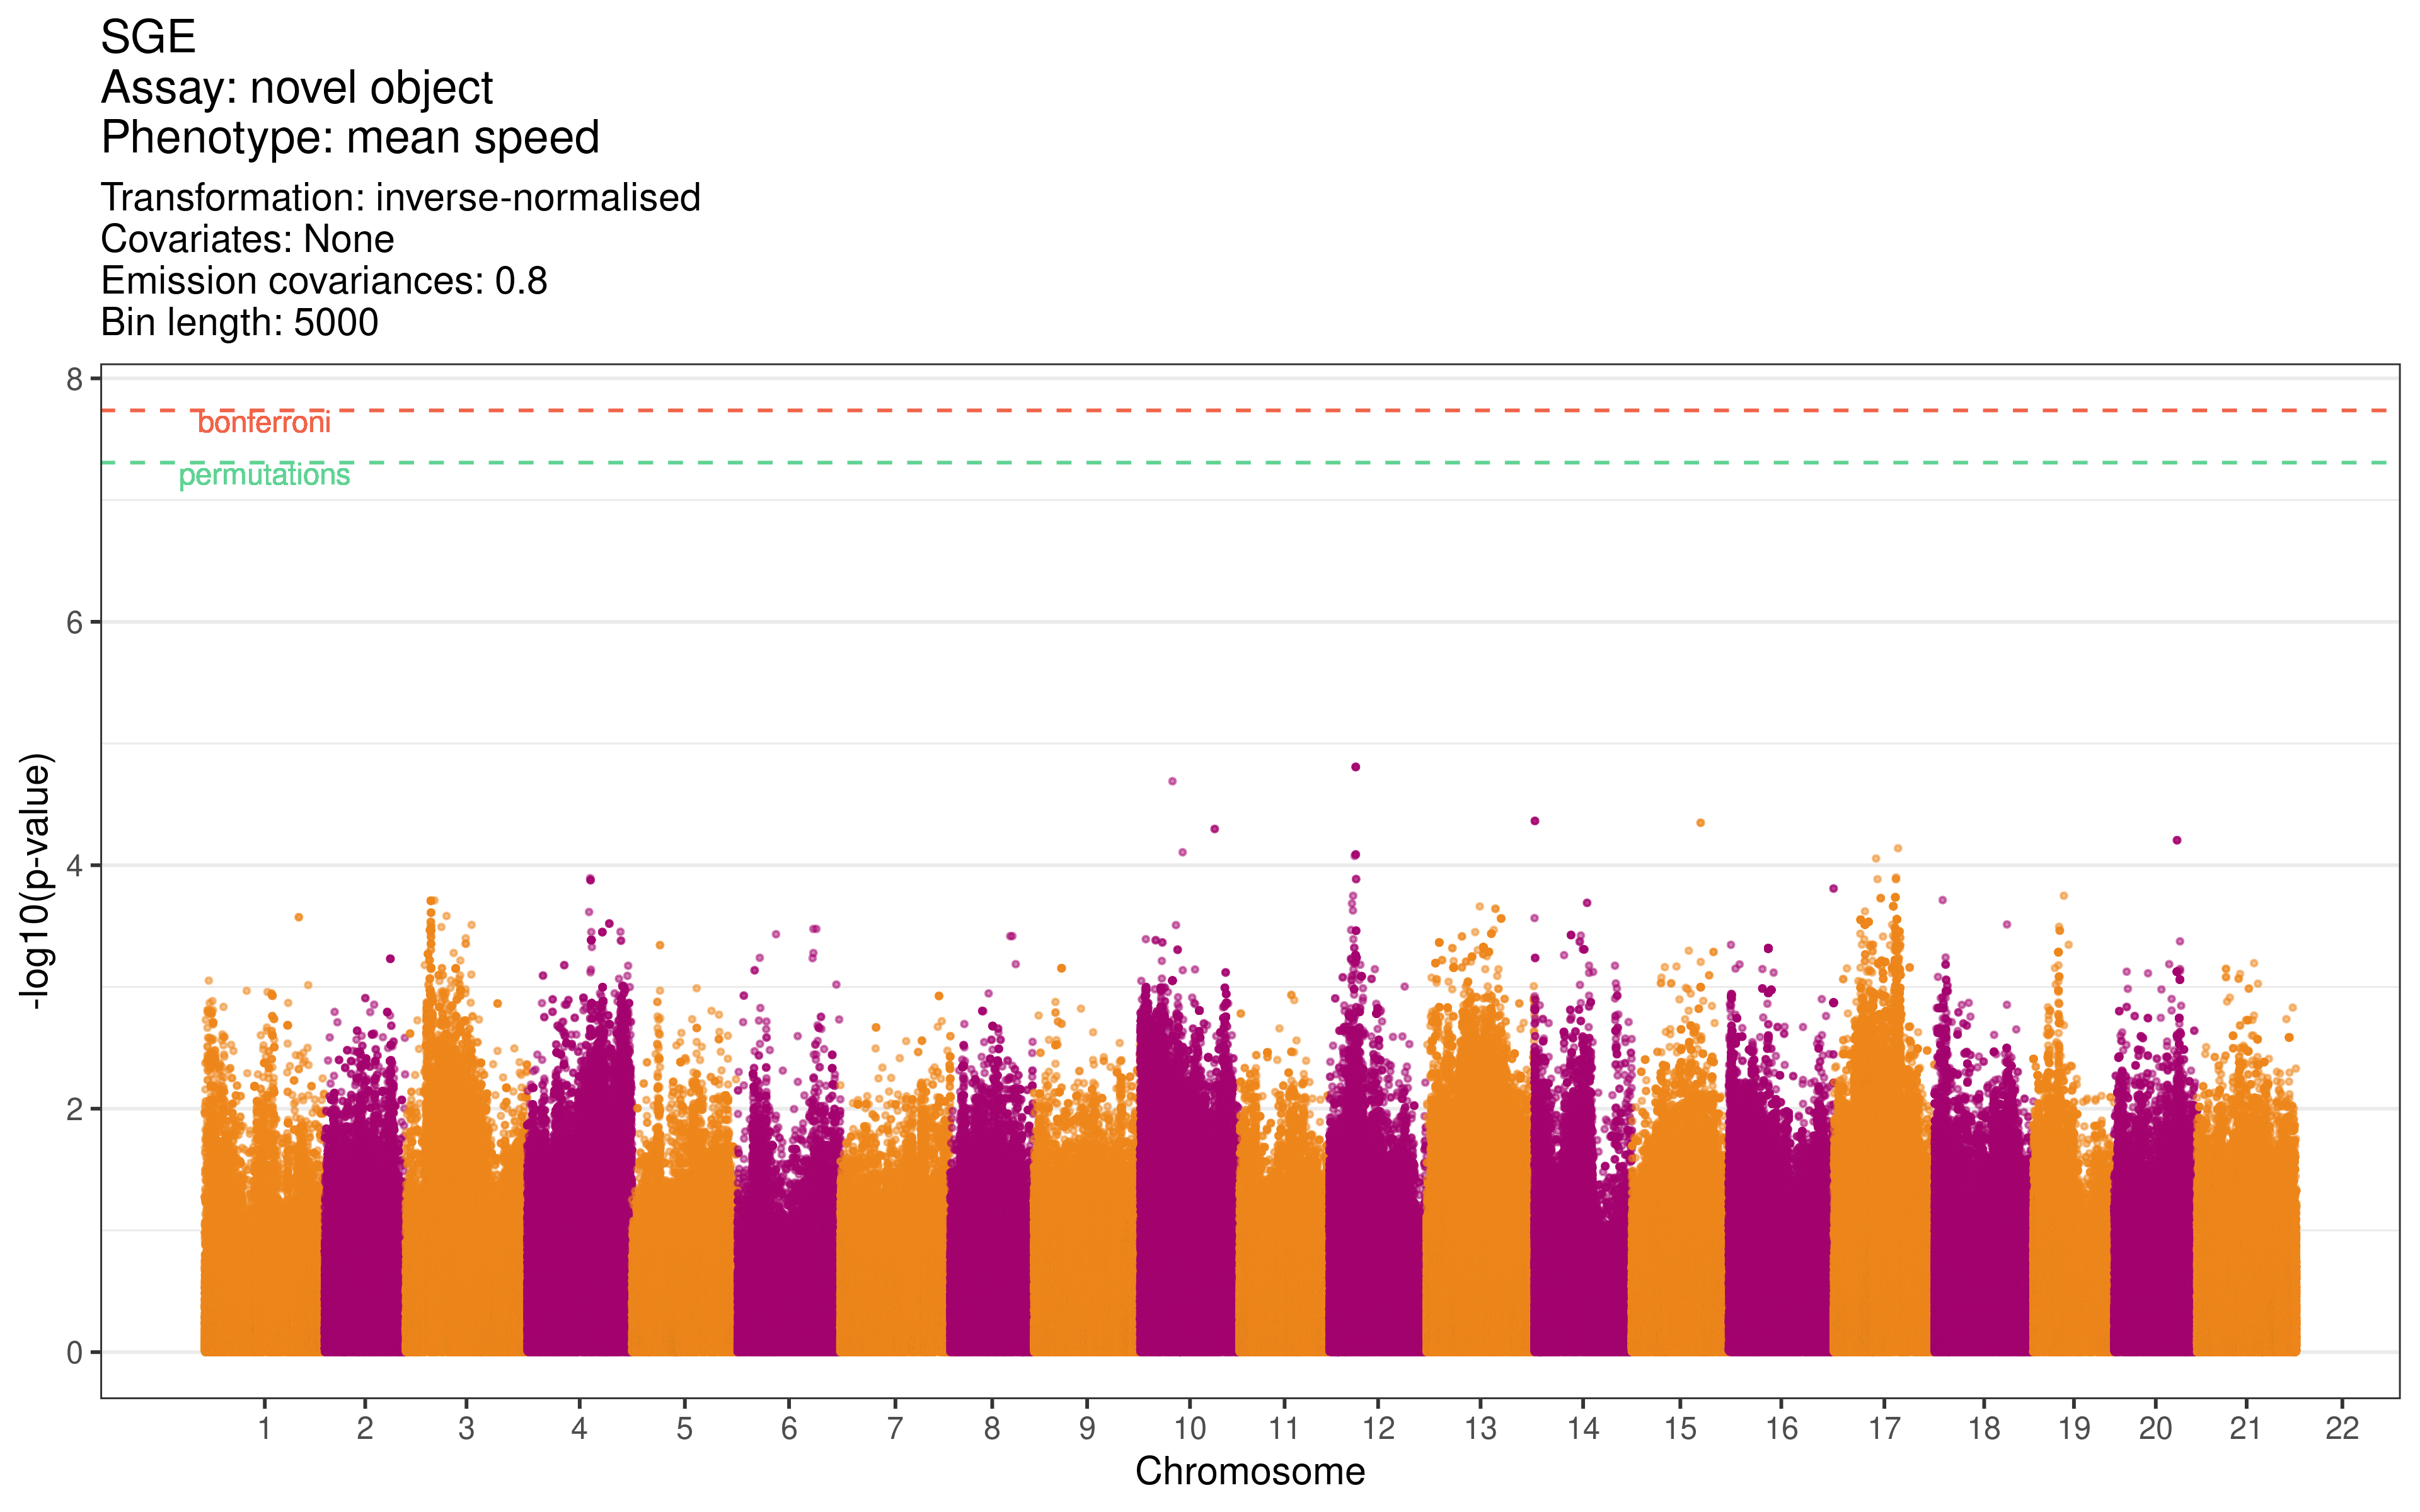 SGE
Assay: novel object
Phenotype: mean speed
Transformation: inverse-normalised
Covariates: None
Emission covariances: 0.8
Bin length: 5000
8
bonferroni
permutations
6
4
2
0
-log10(p-value)
1 2 3 4 5 6 7 8 9 10 11 12 13 14 15 16 17 18 19 20 21 22
Chromosome